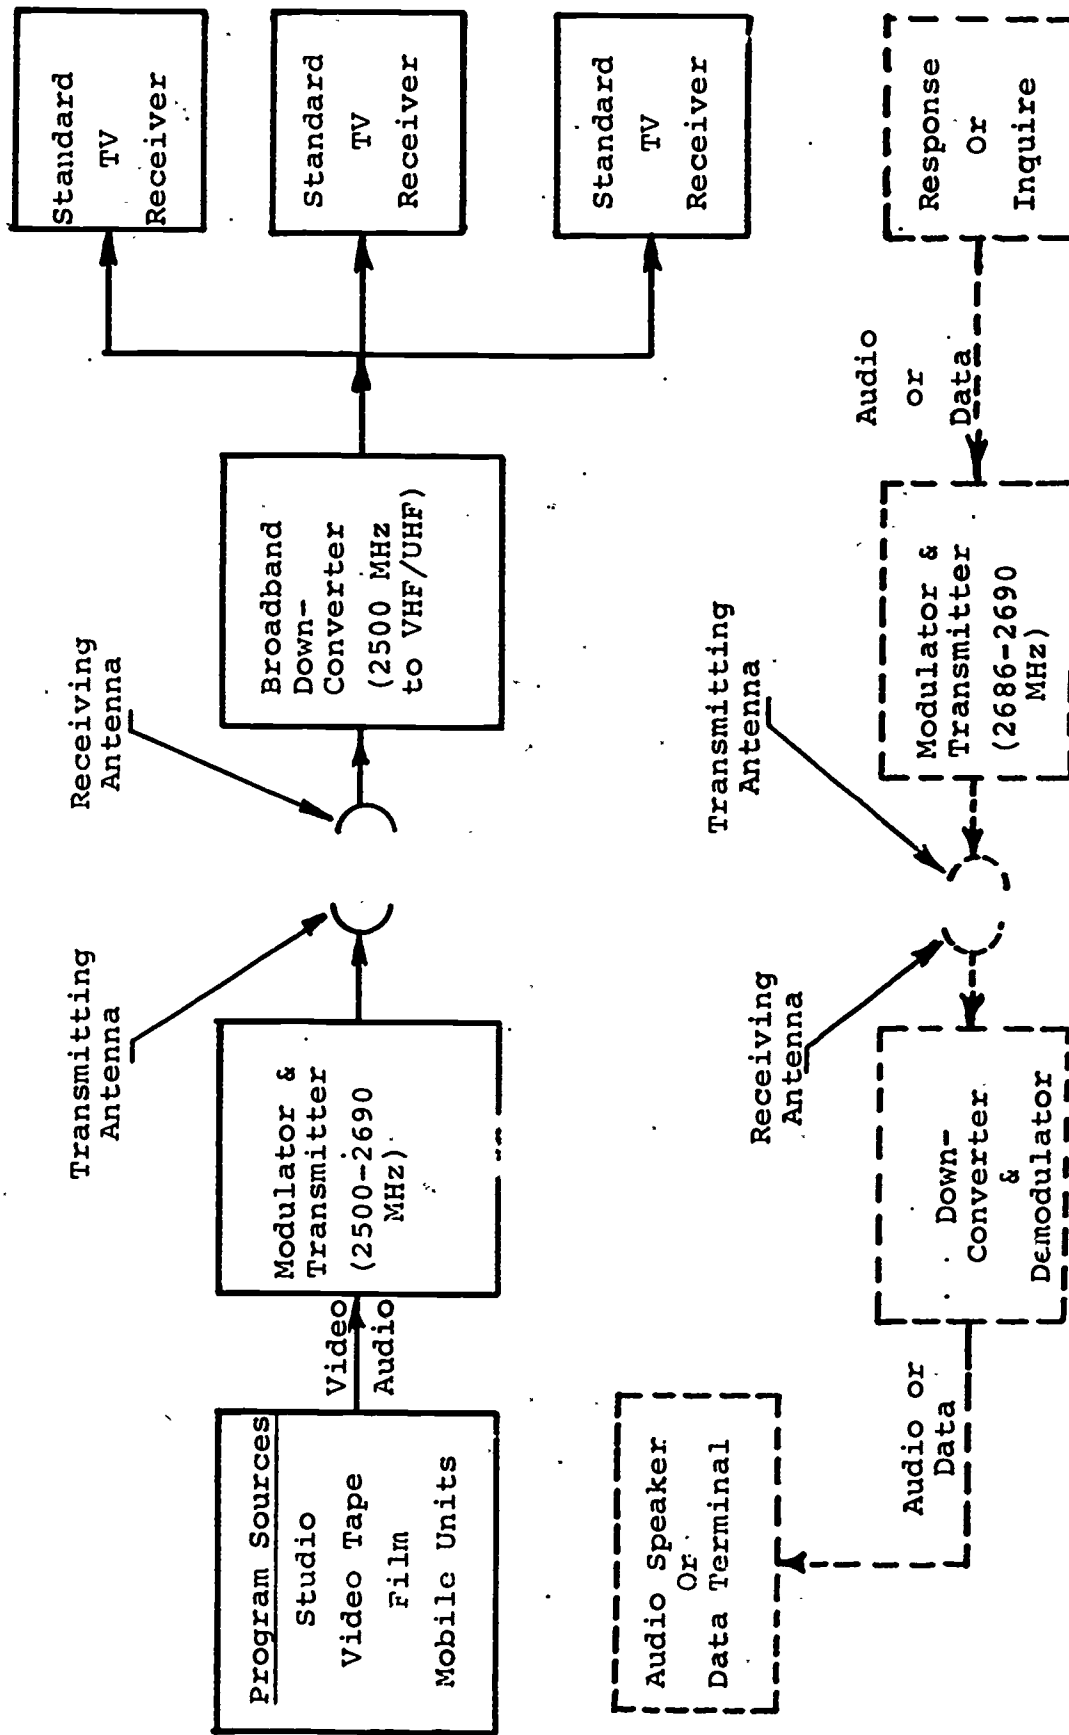 Program Sources
Studio
Video Tape
Film
Mobile Units
Video
Audio
Modulator &
Transmitter
(2500-2690
MHz)
Transmitting
Antenna
Receiving
Antenna
Broadband
Down-
Converter
(2500 MHz
to VHF/UHF)
Standard
TV
Receiver
Standard
TV
Receiver
Standard
TV
Receiver
Audio Speaker
Or
Data Terminal
Audio or
Data
Down-
Converter
&
Demodulator
Receiving
Antenna
Transmitting
Antenna
Modulator &
Transmitter
(2686-2690
MHz)
Audio
or
Data
Response
or
Inquire